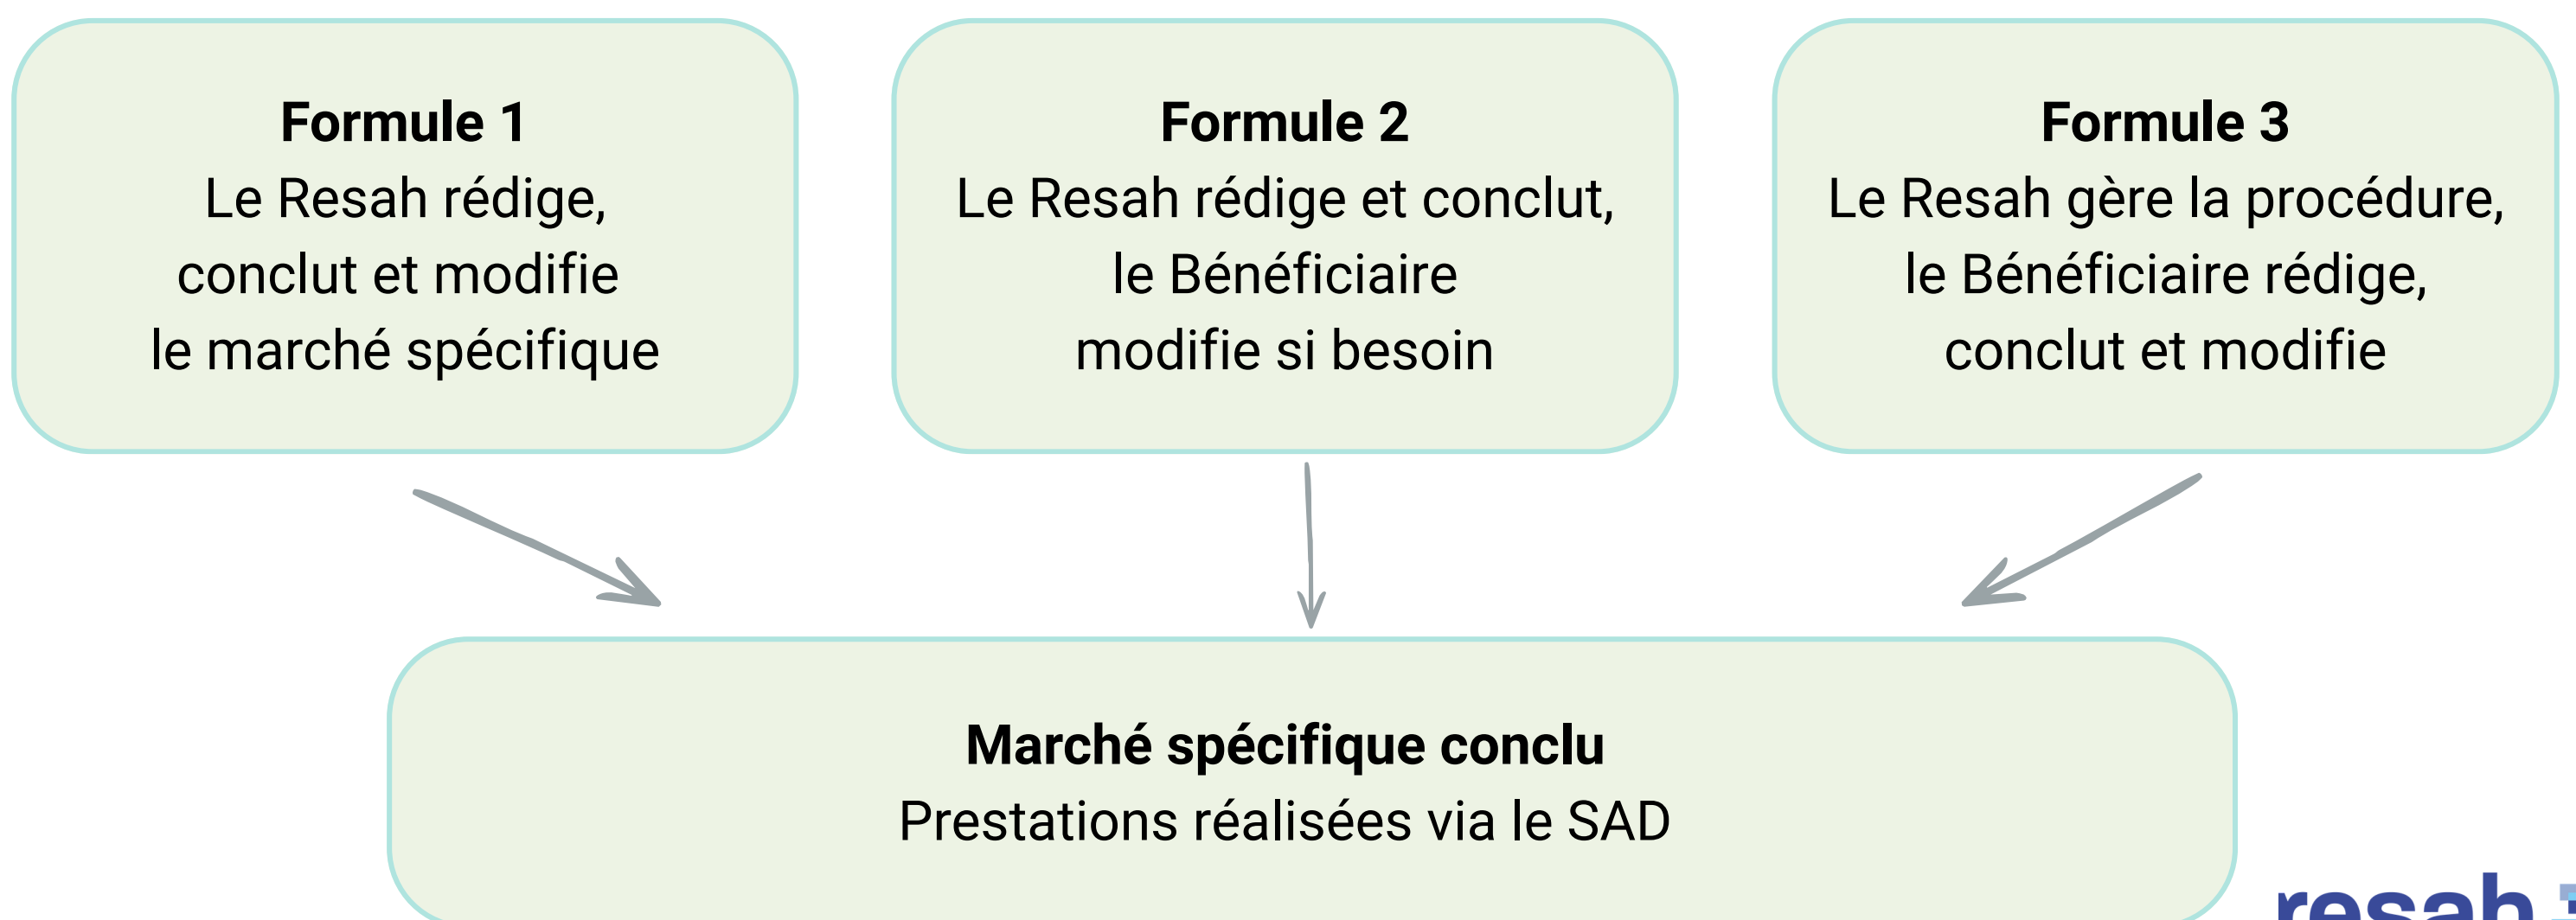 Formule 1
Le Resah rédige,
conclut et modifie
le marché spécifique
Formule 2
Le Resah rédige et conclut,
le Bénéficiaire
modifie si besoin
Formule 3
Le Resah gère la procédure,
le Bénéficiaire rédige,
conclut et modifie
Marché spécifique conclu
Prestations réalisées via le SAD
resah